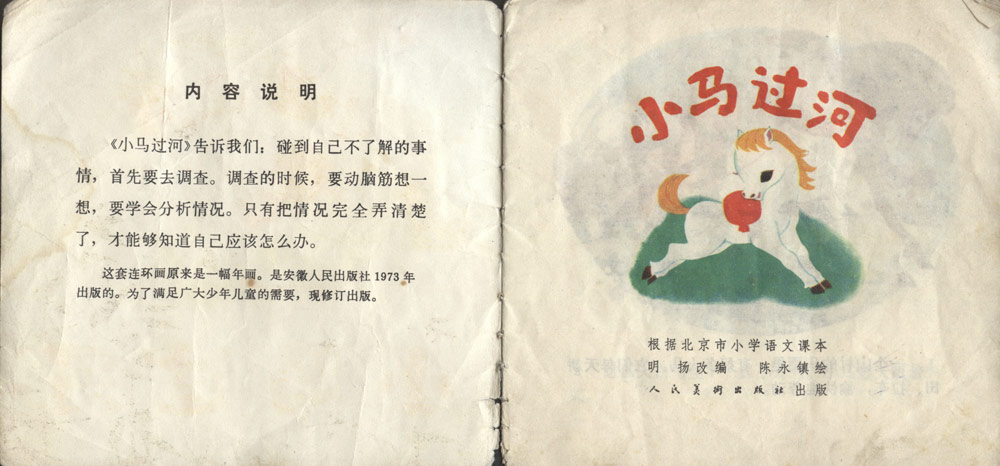 内容说明
《小马过河》告诉我们：碰到自己不了解的事
情，首先要去调查。调查的时候，要动脑筋想一
想，要学会分析情况。只有把情况完全弄清楚
了，才能够知道自己应该怎么办。
这套连环画原来是一幅年画。是安徽人民出版社1973年
出版的。为了满足广大少年儿童的需要，现修订出版。
小马过河
根据北京市小学语文课本
明扬改编 陈永镇绘
人民美术出版社出版